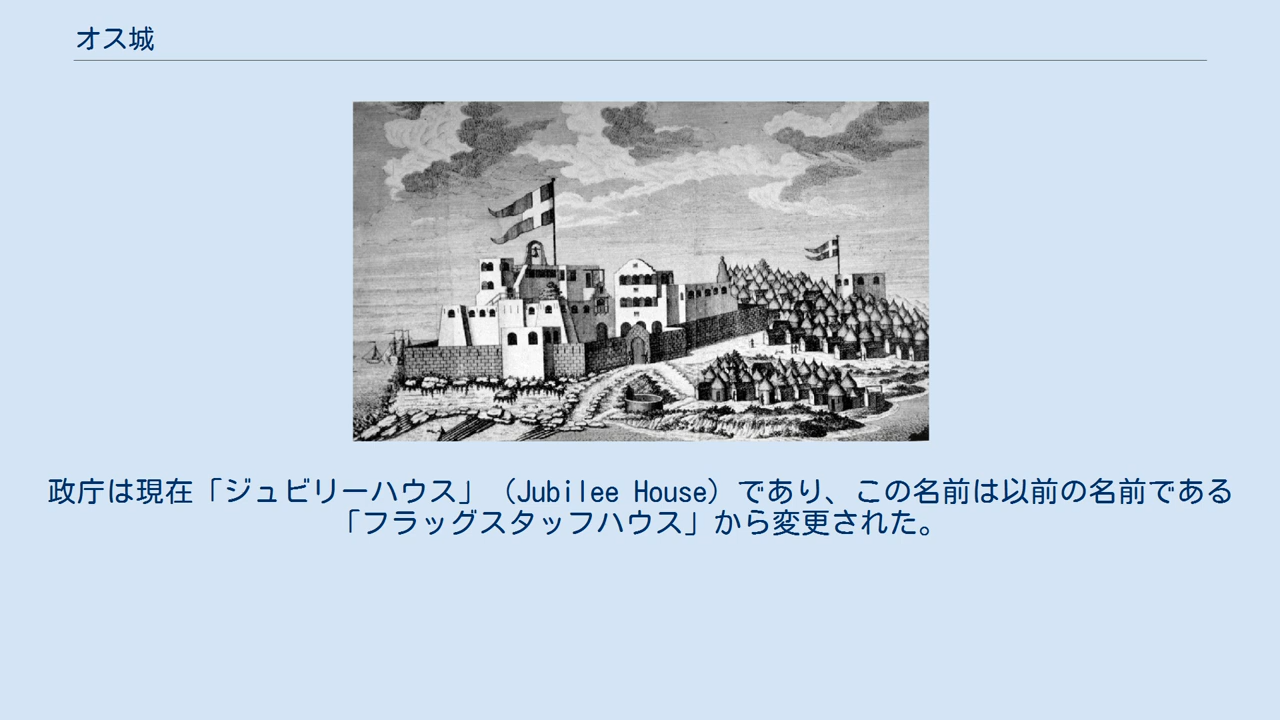 オス城
政庁は現在「ジュビリーハウス」（Jubilee House）であり、この名前は以前の名前である
「フラッグスタッフハウス」から変更された。